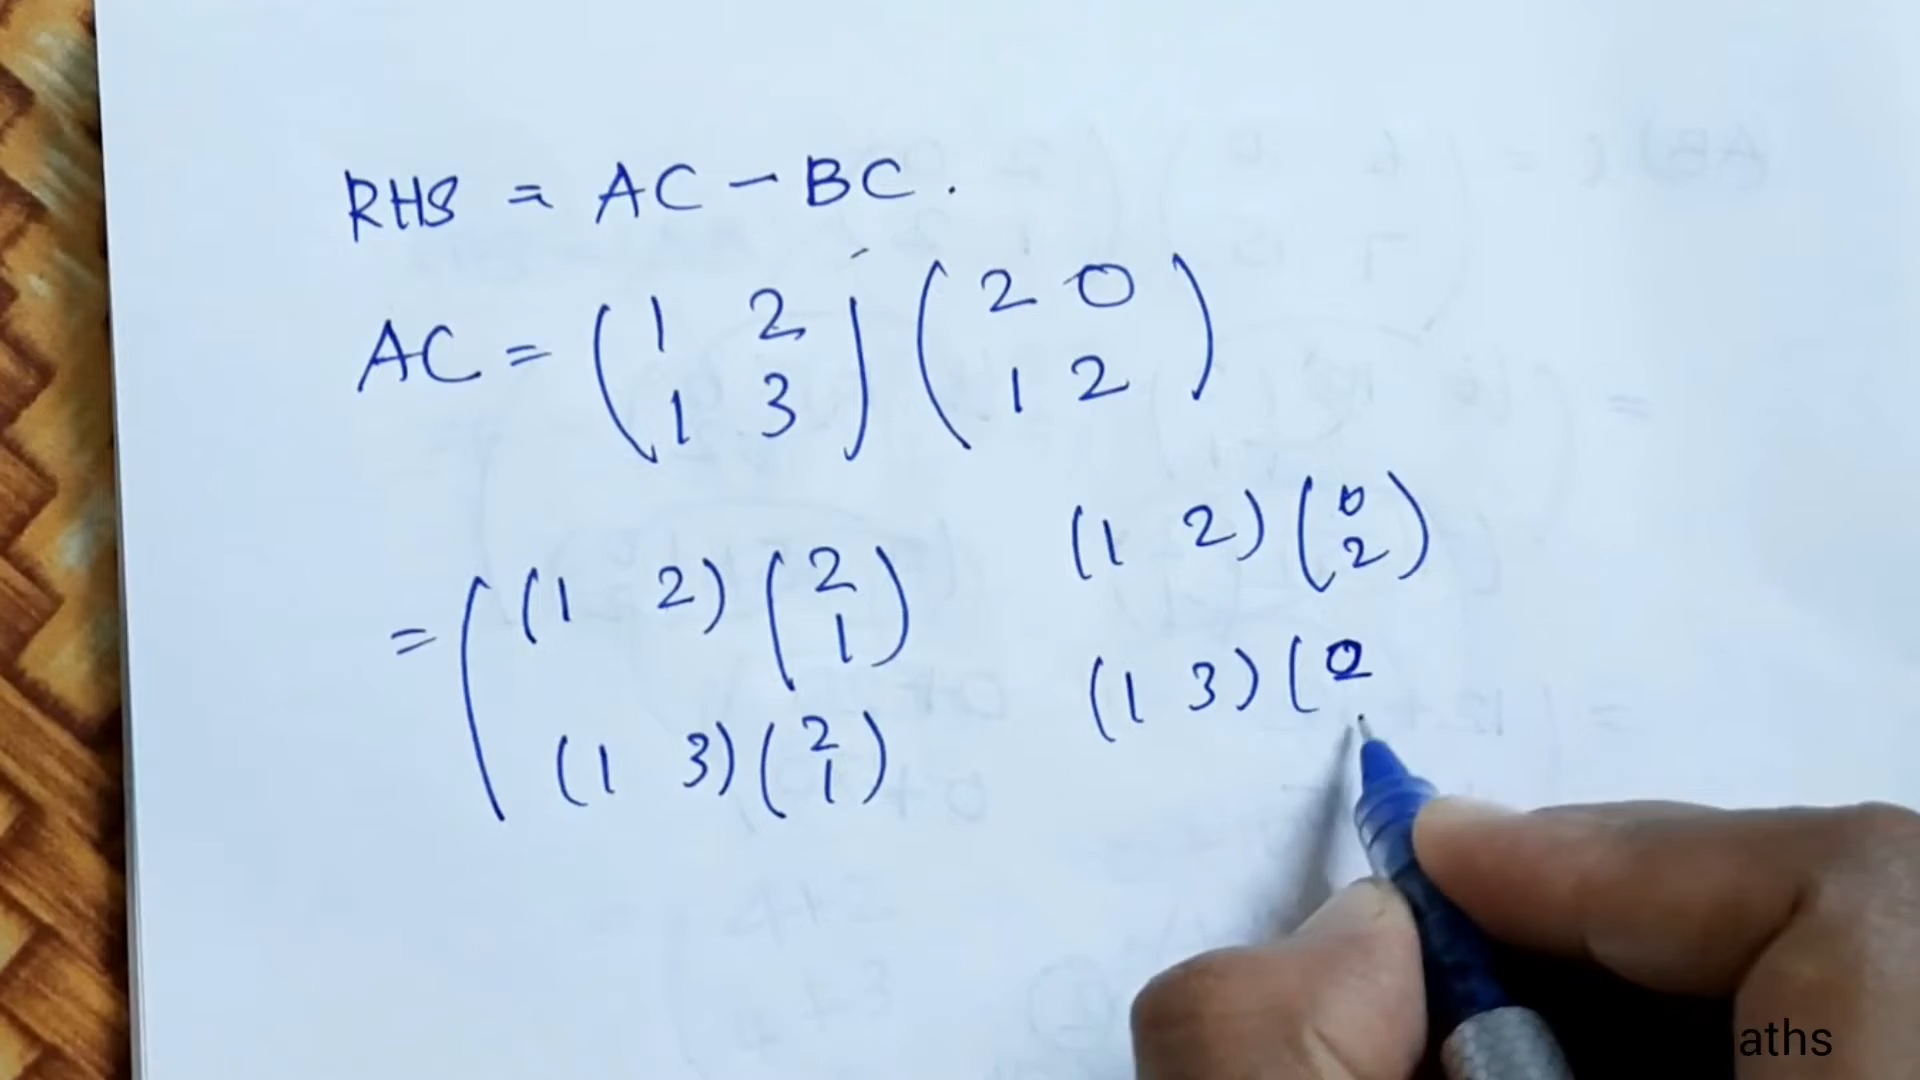 RHS = AC - BC .
AC = ( 1 2 ) ( 2 0 )
1 3 1 2
= ( (1 2) ( 2 1 ) (1 2) ( 0 2 )
(1 3) ( 2 1 ) (1 3) ( 0
aths